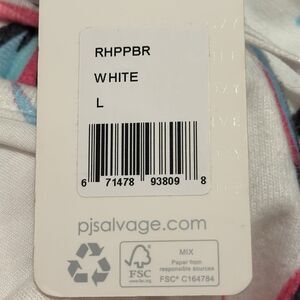 RHPPBR
WHITE
L
6 71478 93809 8
pjsalvage.com
FSC
MIX
Paper from
responsible sources
FSC® C164784